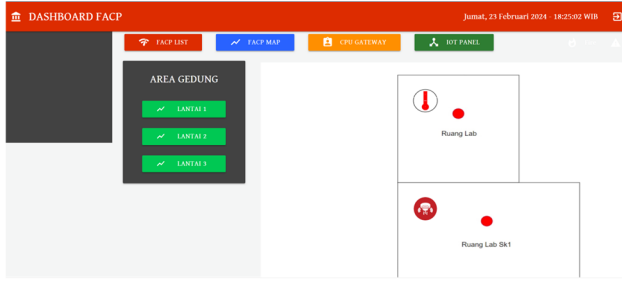 DASHBOARD FACP
Jumat, 23 Februari 2024 - 18:25:02 WIB
FACP LIST
FACP MAP
CPU GATEWAY
IOT PANEL
AREA GEDUNG
LANTAI 1
LANTAI 2
LANTAI 3
Ruang Lab
Ruang Lab Sk1